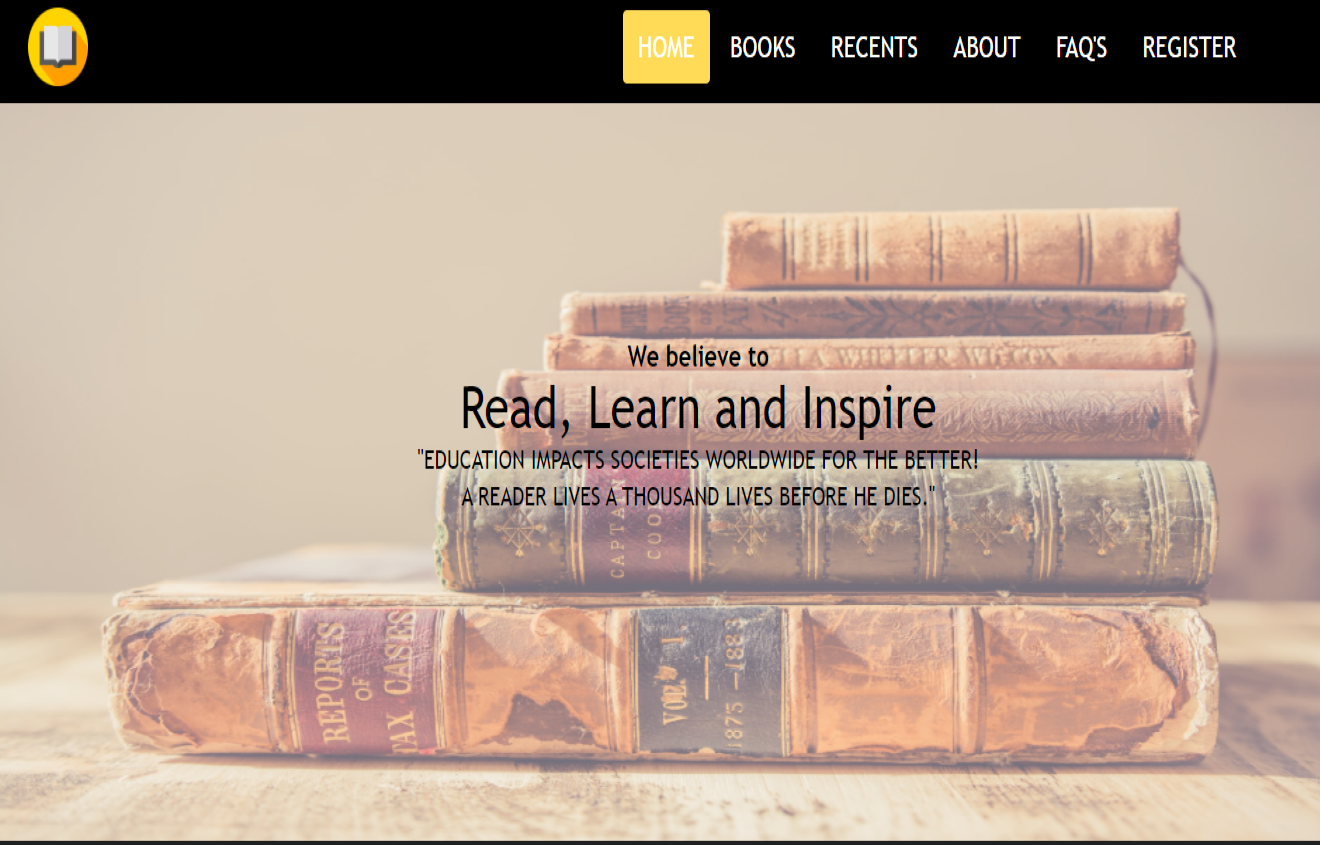 HOME BOOKS RECENTS ABOUT FAQ'S REGISTER
We believe to
Read, Learn and Inspire
"EDUCATION IMPACTS SOCIETIES WORLDWIDE FOR THE BETTER!
A READER LIVES A THOUSAND LIVES BEFORE HE DIES."
WHEELER WILCOX
CAPTAIN
COOK
REPORTS
OF
TAX CASES
VOL. 1.
1875 – 1883